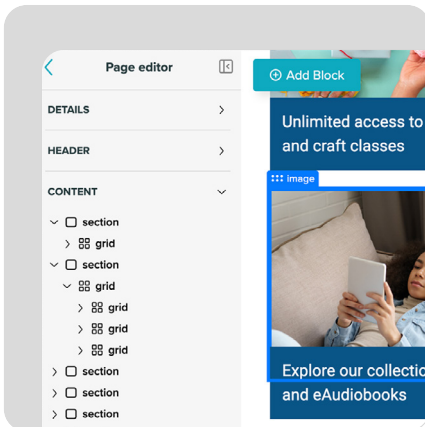 Page editor
Add Block
DETAILS
HEADER
CONTENT
section
grid
section
grid
grid
grid
grid
section
section
section
Unlimited access to
and craft classes
image
Explore our collectio
and eAudiobooks